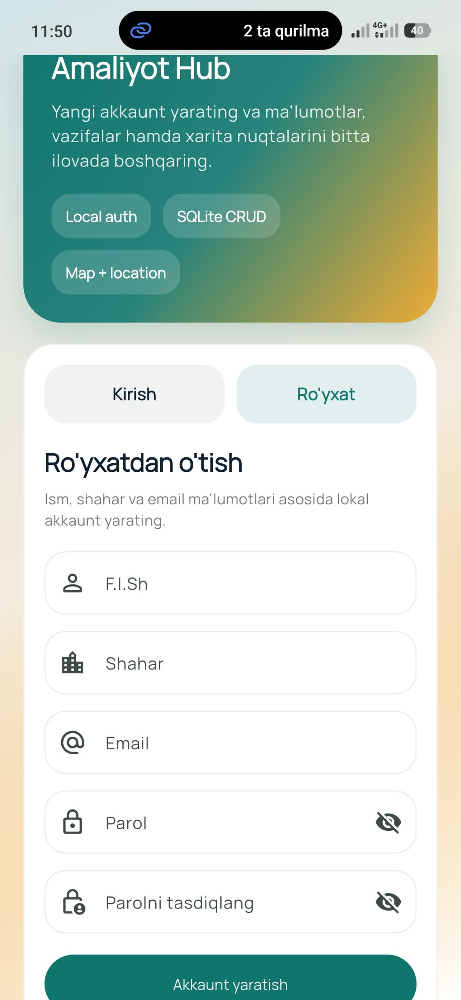 11:50
2 ta qurilma
4G+
40
Amaliyot Hub
Yangi akkaunt yarating va ma'lumotlar,
vazifalar hamda xarita nuqtalarini bitta
ilovada boshqaring.
Local auth
SQLite CRUD
Map + location
Kirish
Ro'yxat
Ro'yxatdan o'tish
Ism, shahar va email ma'lumotlari asosida lokal
akkaunt yarating.
F.I.Sh
Shahar
Email
Parol
Parolni tasdiqlang
Akkaunt yaratish